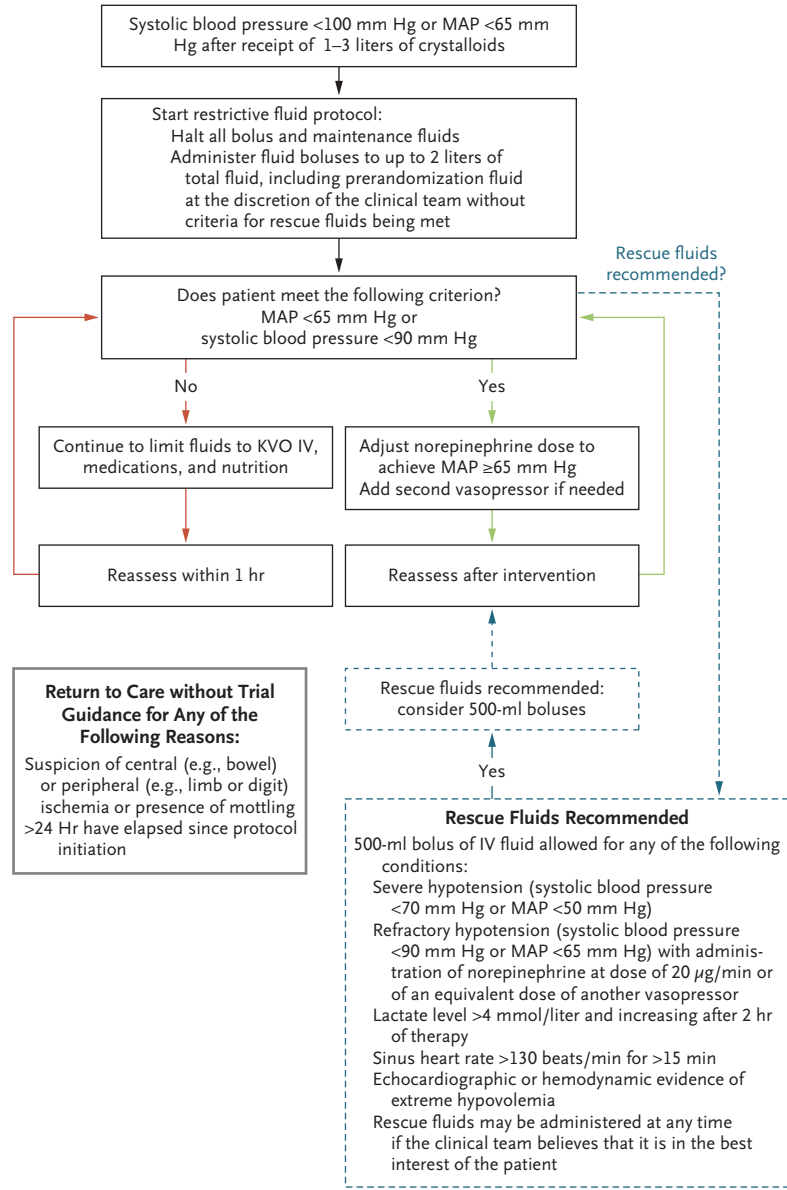 Systolic blood pressure <100 mm Hg or MAP <65 mm
Hg after receipt of 1–3 liters of crystalloids
Start restrictive fluid protocol:
Halt all bolus and maintenance fluids
Administer fluid boluses to up to 2 liters of
total fluid, including prerandomization fluid
at the discretion of the clinical team without
criteria for rescue fluids being met
Rescue fluids
recommended?
Does patient meet the following criterion?
MAP <65 mm Hg or
systolic blood pressure <90 mm Hg
No
Yes
Continue to limit fluids to KVO IV,
medications, and nutrition
Adjust norepinephrine dose to
achieve MAP ≥65 mm Hg
Add second vasopressor if needed
Reassess within 1 hr
Reassess after intervention
Return to Care without Trial
Guidance for Any of the
Following Reasons:
Suspicion of central (e.g., bowel)
or peripheral (e.g., limb or digit)
ischemia or presence of mottling
>24 Hr have elapsed since protocol
initiation
Rescue fluids recommended:
consider 500-ml boluses
Yes
Rescue Fluids Recommended
500-ml bolus of IV fluid allowed for any of the following
conditions:
Severe hypotension (systolic blood pressure
<70 mm Hg or MAP <50 mm Hg)
Refractory hypotension (systolic blood pressure
<90 mm Hg or MAP <65 mm Hg) with adminis-
tration of norepinephrine at dose of 20 µg/min or
of an equivalent dose of another vasopressor
Lactate level >4 mmol/liter and increasing after 2 hr
of therapy
Sinus heart rate >130 beats/min for >15 min
Echocardiographic or hemodynamic evidence of
extreme hypovolemia
Rescue fluids may be administered at any time
if the clinical team believes that it is in the best
interest of the patient